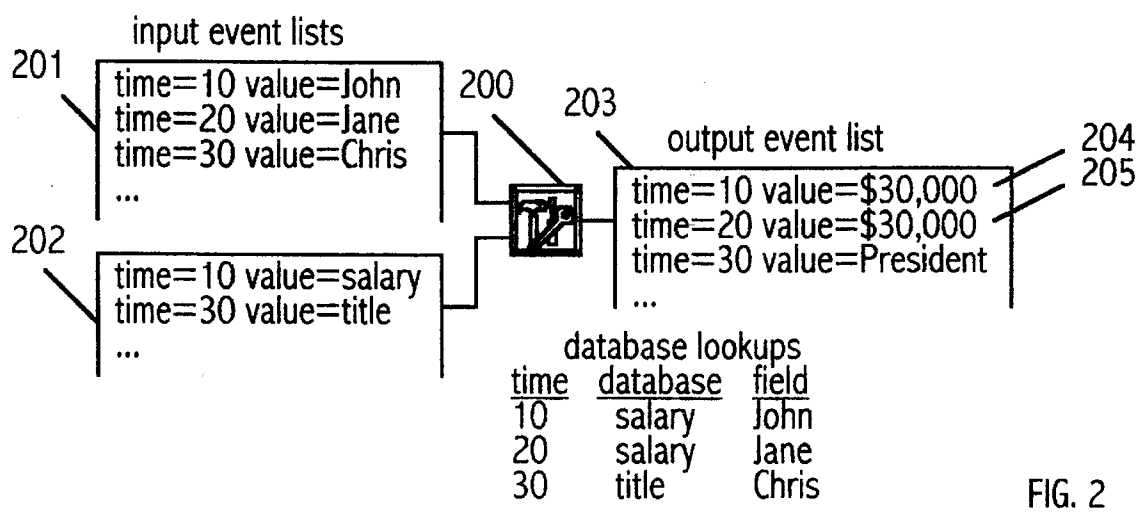 input event lists
201
time=10 value=John
time=20 value=Jane
time=30 value=Chris
...
202
time=10 value=salary
time=30 value=title
...
200
203
output event list
204
205
time=10 value=$30,000
time=20 value=$30,000
time=30 value=President
...
database lookups
time database field
10 salary John
20 salary Jane
30 title Chris
FIG. 2